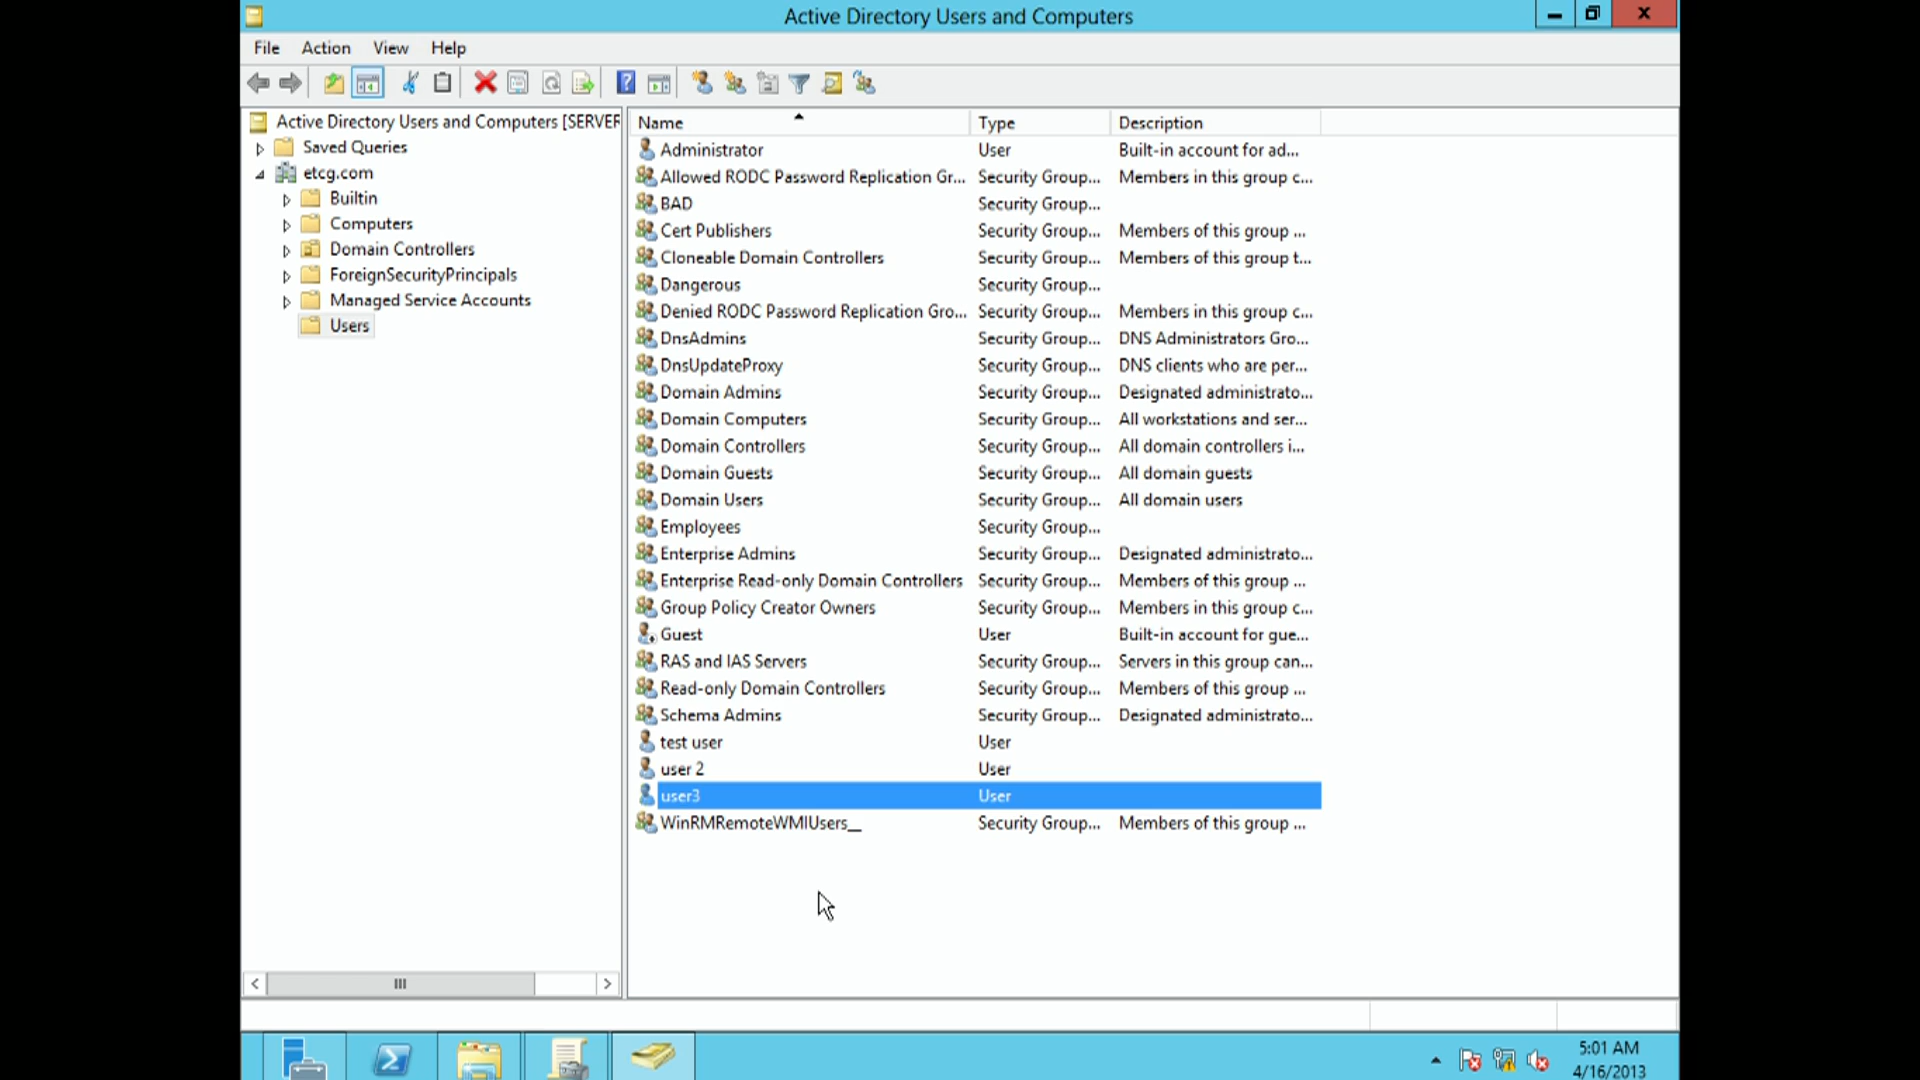 Active Directory Users and Computers
File Action View Help
Active Directory Users and Computers [SERVER
Saved Queries
etcg.com
Builtin
Computers
Domain Controllers
ForeignSecurityPrincipals
Managed Service Accounts
Users
Name Type Description
Administrator User Built-in account for ad...
Allowed RODC Password Replication Gr... Security Group... Members in this group c...
BAD Security Group...
Cert Publishers Security Group... Members of this group ...
Cloneable Domain Controllers Security Group... Members of this group t...
Dangerous Security Group...
Denied RODC Password Replication Gro... Security Group... Members in this group c...
DnsAdmins Security Group... DNS Administrators Gro...
DnsUpdateProxy Security Group... DNS clients who are per...
Domain Admins Security Group... Designated administrato...
Domain Computers Security Group... All workstations and ser...
Domain Controllers Security Group... All domain controllers i...
Domain Guests Security Group... All domain guests
Domain Users Security Group... All domain users
Employees Security Group...
Enterprise Admins Security Group... Designated administrato...
Enterprise Read-only Domain Controllers Security Group... Members of this group ...
Group Policy Creator Owners Security Group... Members in this group c...
Guest User Built-in account for gue...
RAS and IAS Servers Security Group... Servers in this group can...
Read-only Domain Controllers Security Group... Members of this group ...
Schema Admins Security Group... Designated administrato...
test user User
user 2 User
user3 User
WinRMRemoteWMIUsers__ Security Group... Members of this group ...
5:01 AM
4/16/2013